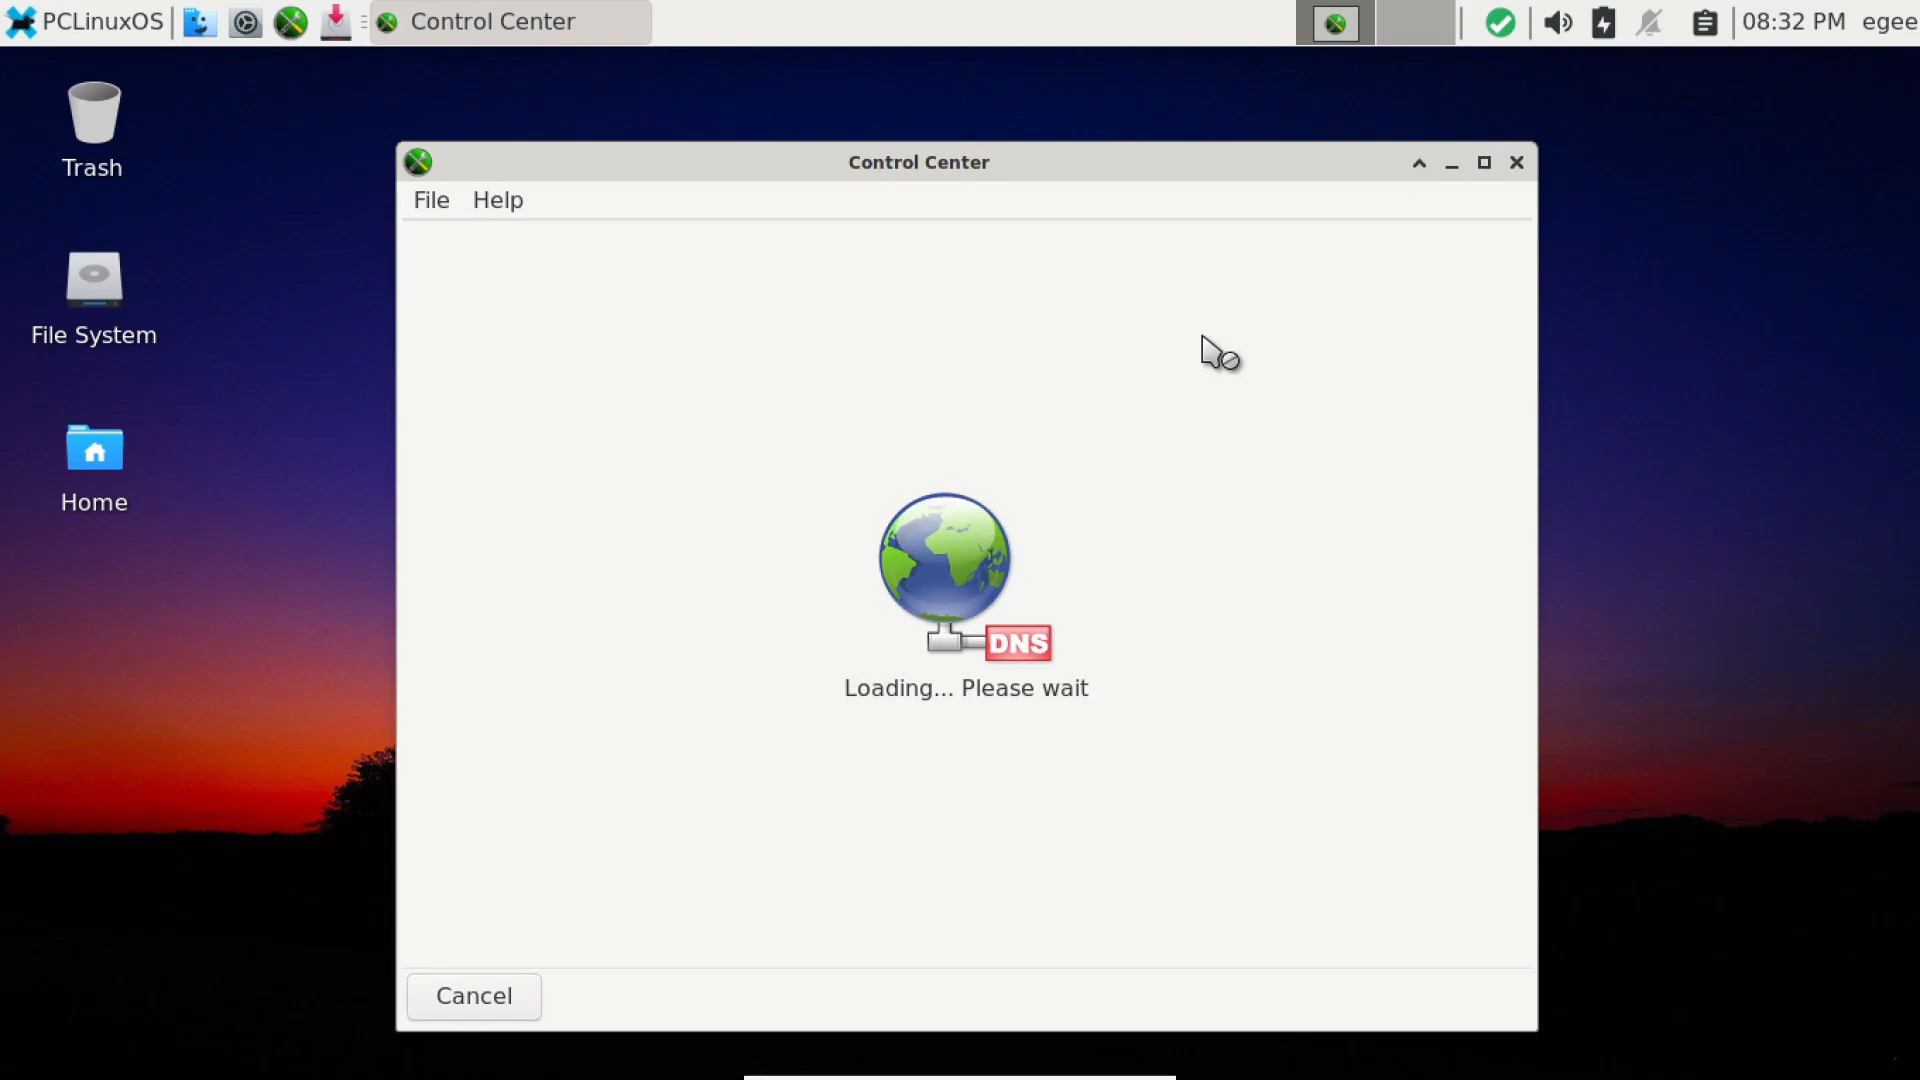 PCLinuxOS
Control Center
08:32 PM
egee
Trash
File System
Home
Control Center
File
Help
DNS
Loading... Please wait
Cancel